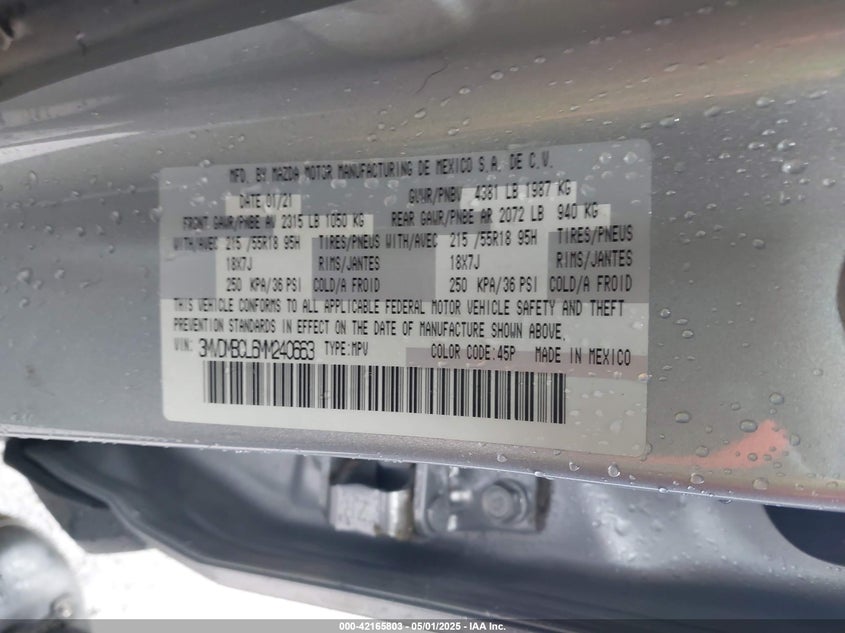 MFD. BY MAZDA MOTOR MANUFACTURING DE MEXICO S.A. DE C.V.
DATE 01/21 GVWR/PNBV 4381 LB 1987 KG
FRONT GAWR/PNBE AV 2315 LB 1050 KG REAR GAWR/PNBE AR 2072 LB 940 KG
WITH/AVEC 215 /55R18 95H TIRES/PNEUS WITH/AVEC 215 /55R18 95H TIRES/PNEUS
18X7J RIMS/JANTES 18X7J RIMS/JANTES
250 KPA/36 PSI COLD/A FROID 250 KPA/36 PSI COLD/A FROID
THIS VEHICLE CONFORMS TO ALL APPLICABLE FEDERAL MOTOR VEHICLE SAFETY AND THEFT
PREVENTION STANDARDS IN EFFECT ON THE DATE OF MANUFACTURE SHOWN ABOVE.
VIN: 3MVDMBCL6MM240663 TYPE:MPV COLOR CODE:45P MADE IN MEXICO
000-42165803 - 05/01/2025 - IAA Inc.